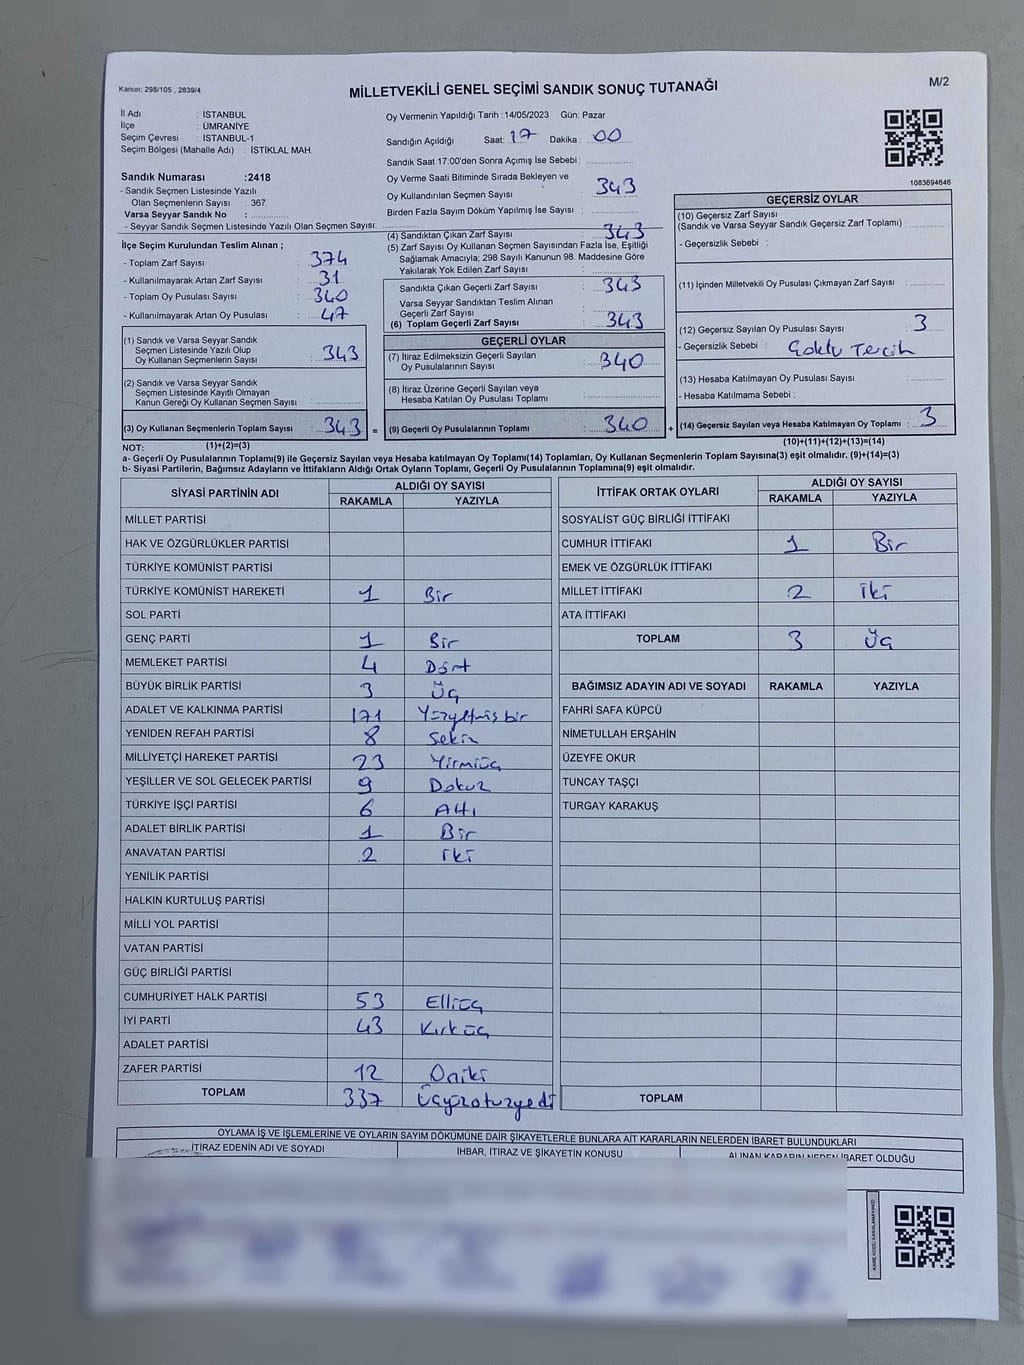 Kanun: 298/105 , 2839/4
MİLLETVEKİLİ GENEL SEÇİMİ SANDIK SONUÇ TUTANAĞI
M/2
İl Adı : İSTANBUL
İlçe : ÜMRANİYE
Seçim Çevresi : İSTANBUL-1
Seçim Bölgesi (Mahalle Adı) : İSTİKLAL MAH.
Oy Vermenin Yapıldığı Tarih :14/05/2023 Gün: Pazar
Sandığın Açıldığı Saat: 17 Dakika : 00
Sandık Saat 17:00'den Sonra Açımış İse Sebebi :
Sandık Numarası :2418
- Sandık Seçmen Listesinde Yazılı
Olan Seçmenlerin Sayısı : 367
Varsa Seyyar Sandık No :
- Seyyar Sandık Seçmen Listesinde Yazılı Olan Seçmen Sayısı:
Oy Verme Saati Bitiminde Sırada Bekleyen ve
Oy Kullandırılan Seçmen Sayısı : 343
Birden Fazla Sayım Döküm Yapılmış İse Sayısı :
1083694646
İlçe Seçim Kurulundan Teslim Alınan ;
- Toplam Zarf Sayısı : 374
- Kullanılmayarak Artan Zarf Sayısı : 31
- Toplam Oy Pusulası Sayısı : 340
- Kullanılmayarak Artan Oy Pusulası : 47
(1) Sandık ve Varsa Seyyar Sandık
Seçmen Listesinde Yazılı Olup
Oy Kullanan Seçmenlerin Sayısı : 343
(2) Sandık ve Varsa Seyyar Sandık
Seçmen Listesinde Kayıtlı Olmayan
Kanun Gereği Oy Kullanan Seçmen Sayısı :
(3) Oy Kullanan Seçmenlerin Toplam Sayısı : 343 =
(4) Sandıktan Çıkan Zarf Sayısı : 343
(5) Zarf Sayısı Oy Kullanan Seçmen Sayısından Fazla İse, Eşitliği
Sağlamak Amacıyla; 298 Sayılı Kanunun 98. Maddesine Göre
Yakılarak Yok Edilen Zarf Sayısı :
Sandıkta Çıkan Geçerli Zarf Sayısı : 343
Varsa Seyyar Sandıktan Teslim Alınan
Geçerli Zarf Sayısı :
(6) Toplam Geçerli Zarf Sayısı : 343
GEÇERLİ OYLAR
(7) İtiraz Edilmeksizin Geçerli Sayılan
Oy Pusulalarının Sayısı : 340
(8) İtiraz Üzerine Geçerli Sayılan veya
Hesaba Katılan Oy Pusulası Toplamı :
(9) Geçerli Oy Pusulalarının Toplamı : 340 +
GEÇERSİZ OYLAR
(10) Geçersiz Zarf Sayısı
(Sandık ve Varsa Seyyar Sandık Geçersiz Zarf Toplamı) :
- Geçersizlik Sebebi :
(11) İçinden Milletvekili Oy Pusulası Çıkmayan Zarf Sayısı :
(12) Geçersiz Sayılan Oy Pusulası Sayısı : 3
- Geçersizlik Sebebi : Çoklu Tercih
(13) Hesaba Katılmayan Oy Pusulası Sayısı :
- Hesaba Katılmama Sebebi :
(14) Geçersiz Sayılan veya Hesaba Katılmayan Oy Toplamı : 3
NOT: (1)+(2)=(3)
(10)+(11)+(12)+(13)=(14)
a- Geçerli Oy Pusulalarının Toplamı(9) ile Geçersiz Sayılan veya Hesaba katılmayan Oy Toplamı(14) Toplamları, Oy Kullanan Seçmenlerin Toplam Sayısına(3) eşit olmalıdır. (9)+(14)=(3)
b- Siyasi Partilerin, Bağımsız Adayların ve İttifakların Aldığı Ortak Oyların Toplamı, Geçerli Oy Pusulalarının Toplamına(9) eşit olmalıdır.
SİYASİ PARTİNİN ADI ALDIĞI OY SAYISI
RAKAMLA YAZIYLA
MİLLET PARTİSİ
HAK VE ÖZGÜRLÜKLER PARTİSİ
TÜRKİYE KOMÜNİST PARTİSİ
TÜRKİYE KOMÜNİST HAREKETİ 1 Bir
SOL PARTİ
GENÇ PARTİ 1 Bir
MEMLEKET PARTİSİ 4 Dört
BÜYÜK BİRLİK PARTİSİ 3 Üç
ADALET VE KALKINMA PARTİSİ 171 Yüzyetmiş bir
YENİDEN REFAH PARTİSİ 8 Sekiz
MİLLİYETÇİ HAREKET PARTİSİ 23 Yirmiüç
YEŞİLLER VE SOL GELECEK PARTİSİ 9 Dokuz
TÜRKİYE İŞÇİ PARTİSİ 6 Altı
ADALET BİRLİK PARTİSİ 1 Bir
ANAVATAN PARTİSİ 2 iki
YENİLİK PARTİSİ
HALKIN KURTULUŞ PARTİSİ
MİLLİ YOL PARTİSİ
VATAN PARTİSİ
GÜÇ BİRLİĞİ PARTİSİ
CUMHURİYET HALK PARTİSİ 53 Elliüç
İYİ PARTİ 43 Kırküç
ADALET PARTİSİ
ZAFER PARTİSİ 12 Oniki
TOPLAM 337 Üçyüzotuzyedi
İTTİFAK ORTAK OYLARI ALDIĞI OY SAYISI
RAKAMLA YAZIYLA
SOSYALİST GÜÇ BİRLİĞİ İTTİFAKI
CUMHUR İTTİFAKI 1 Bir
EMEK VE ÖZGÜRLÜK İTTİFAKI
MİLLET İTTİFAKI 2 İki
ATA İTTİFAKI
TOPLAM 3 Üç
BAĞIMSIZ ADAYIN ADI VE SOYADI RAKAMLA YAZIYLA
FAHRİ SAFA KÜPCÜ
NİMETULLAH ERŞAHİN
ÜZEYFE OKUR
TUNCAY TAŞÇI
TURGAY KARAKUŞ
TOPLAM
OYLAMA İŞ VE İŞLEMLERİNE VE OYLARIN SAYIM DÖKÜMÜNE DAİR ŞİKAYETLERLE BUNLARA AİT KARARLARIN NELERDEN İBARET BULUNDUKLARI
İTİRAZ EDENİN ADI VE SOYADI İHBAR, İTİRAZ VE ŞİKAYETİN KONUSU ALINAN KARARIN NEDEN İBARET OLDUĞU